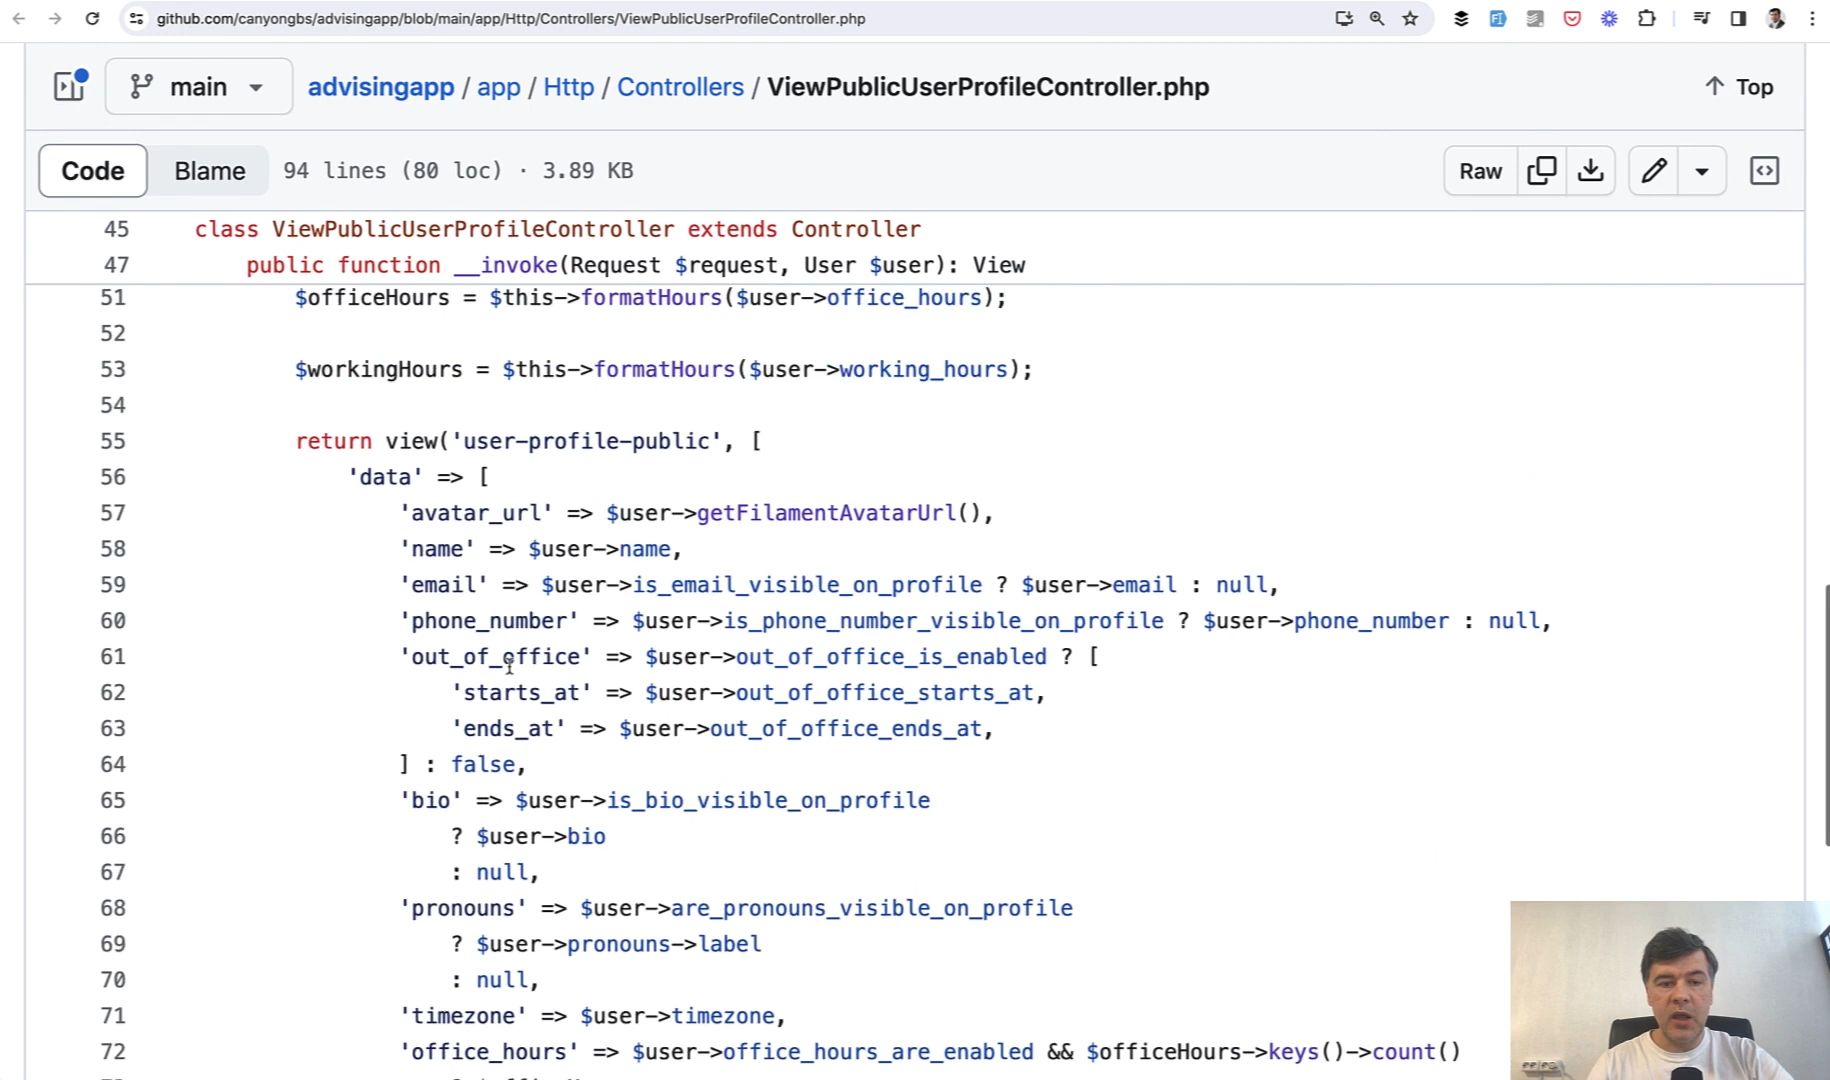 github.com/canyongbs/advisingapp/blob/main/app/Http/Controllers/ViewPublicUserProfileController.php
main advisingapp / app / Http / Controllers / ViewPublicUserProfileController.php Top
Code Blame 94 lines (80 loc) · 3.89 KB Raw
45 class ViewPublicUserProfileController extends Controller
47 public function __invoke(Request $request, User $user): View
51 $officeHours = $this->formatHours($user->office_hours);
52
53 $workingHours = $this->formatHours($user->working_hours);
54
55 return view('user-profile-public', [
56 'data' => [
57 'avatar_url' => $user->getFilamentAvatarUrl(),
58 'name' => $user->name,
59 'email' => $user->is_email_visible_on_profile ? $user->email : null,
60 'phone_number' => $user->is_phone_number_visible_on_profile ? $user->phone_number : null,
61 'out_of_office' => $user->out_of_office_is_enabled ? [
62 'starts_at' => $user->out_of_office_starts_at,
63 'ends_at' => $user->out_of_office_ends_at,
64 ] : false,
65 'bio' => $user->is_bio_visible_on_profile
66 ? $user->bio
67 : null,
68 'pronouns' => $user->are_pronouns_visible_on_profile
69 ? $user->pronouns->label
70 : null,
71 'timezone' => $user->timezone,
72 'office_hours' => $user->office_hours_are_enabled && $officeHours->keys()->count()